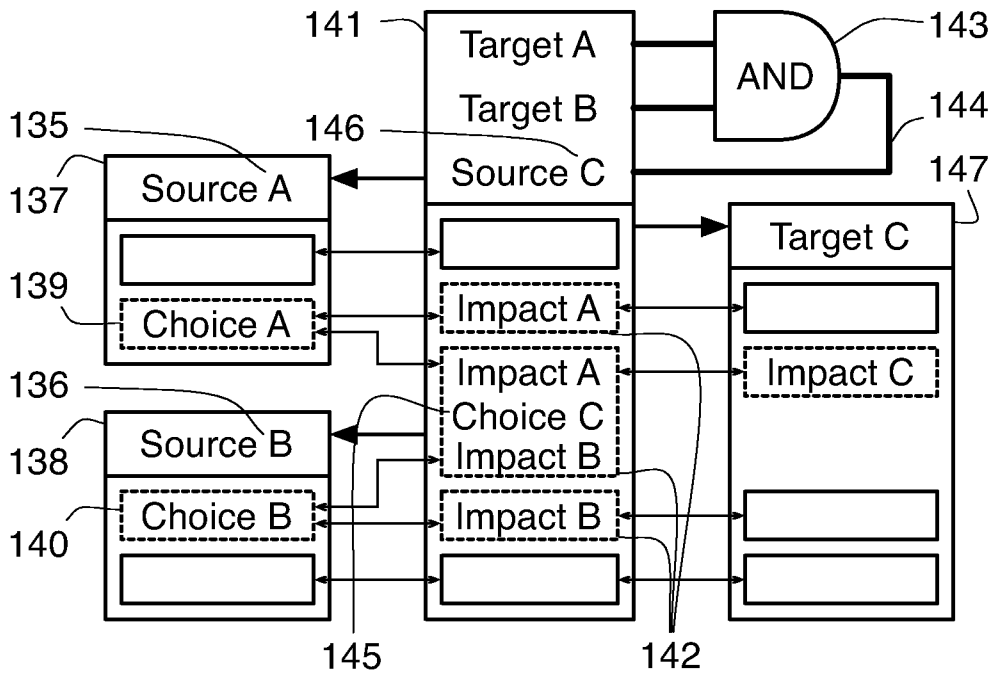 141
Target A
143
AND
Target B
144
135
146
147
137
Source A
Source C
Target C
139
Choice A
Impact A
Impact A
Impact C
136
Choice C
138
Source B
Impact B
140
Choice B
Impact B
145
142